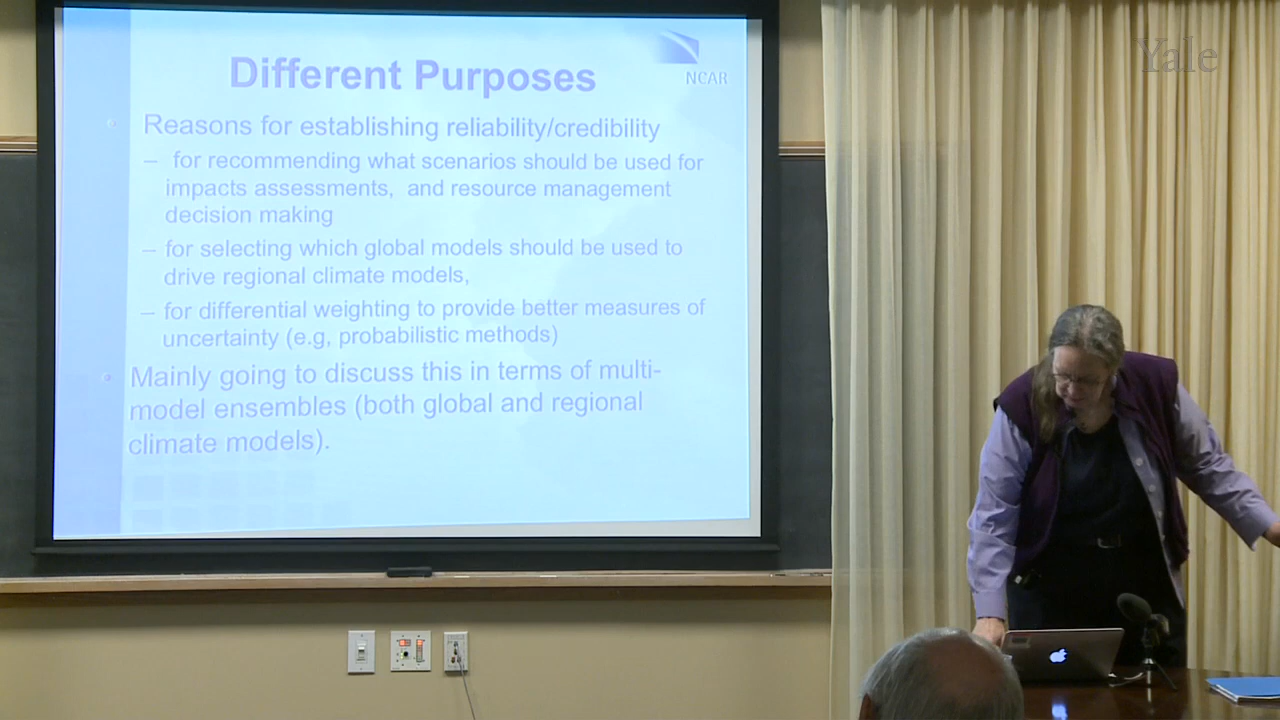 Yale
NCAR
Different Purposes
Reasons for establishing reliability/credibility
– for recommending what scenarios should be used for
impacts assessments, and resource management
decision making
– for selecting which global models should be used to
drive regional climate models,
– for differential weighting to provide better measures of
uncertainty (e.g, probabilistic methods)
Mainly going to discuss this in terms of multi-
model ensembles (both global and regional
climate models).